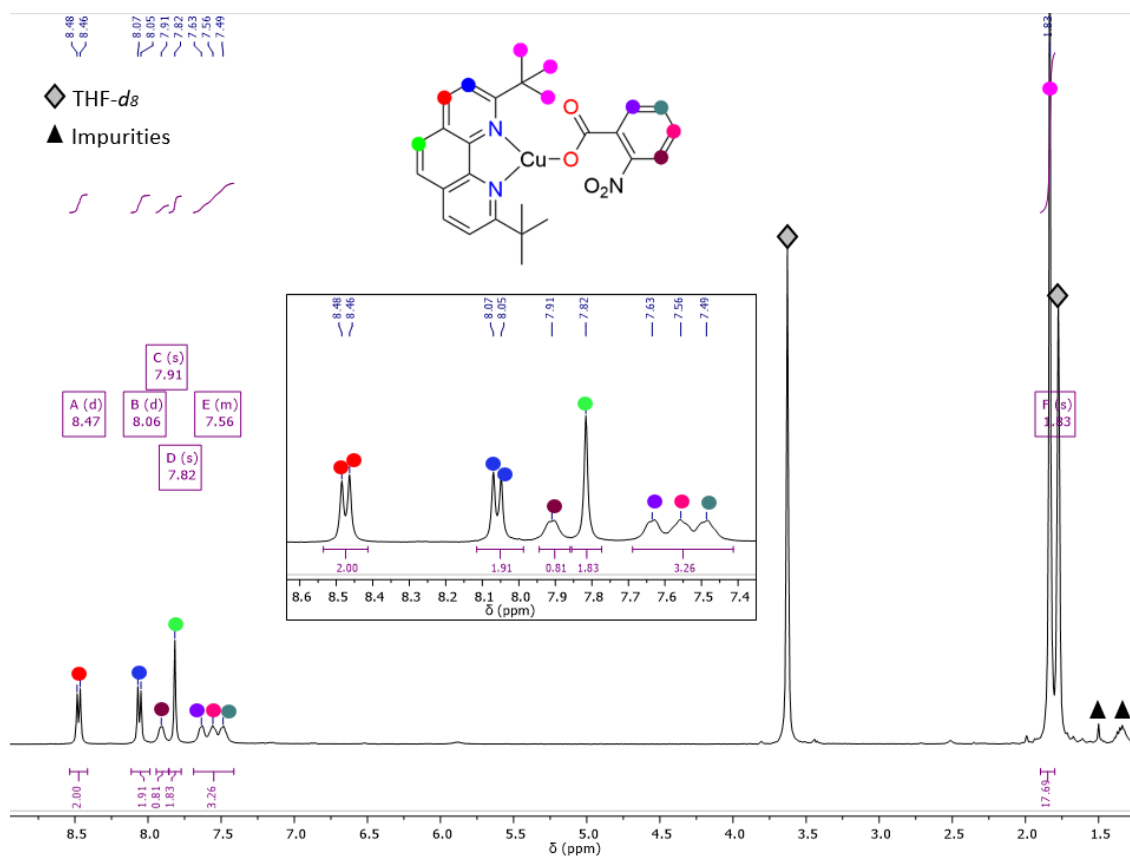 8.48
8.46
8.07
8.05
7.91
7.82
7.63
7.56
7.49
1.83
THF-d8
Impurities
N
N
Cu
O
O
O₂N
C (s)
7.91
A (d)
8.47
B (d)
8.06
E (m)
7.56
D (s)
7.82
F (s)
1.83
8.48
8.46
8.07
8.05
7.91
7.82
7.63
7.56
7.49
2.00
1.91
0.81
1.83
3.26
8.6 8.5 8.4 8.3 8.2 8.1 8.0 7.9 7.8 7.7 7.6 7.5 7.4
δ (ppm)
2.00
1.91
0.81
1.83
3.26
17.69
8.5 8.0 7.5 7.0 6.5 6.0 5.5 5.0 4.5 4.0 3.5 3.0 2.5 2.0 1.5
δ (ppm)